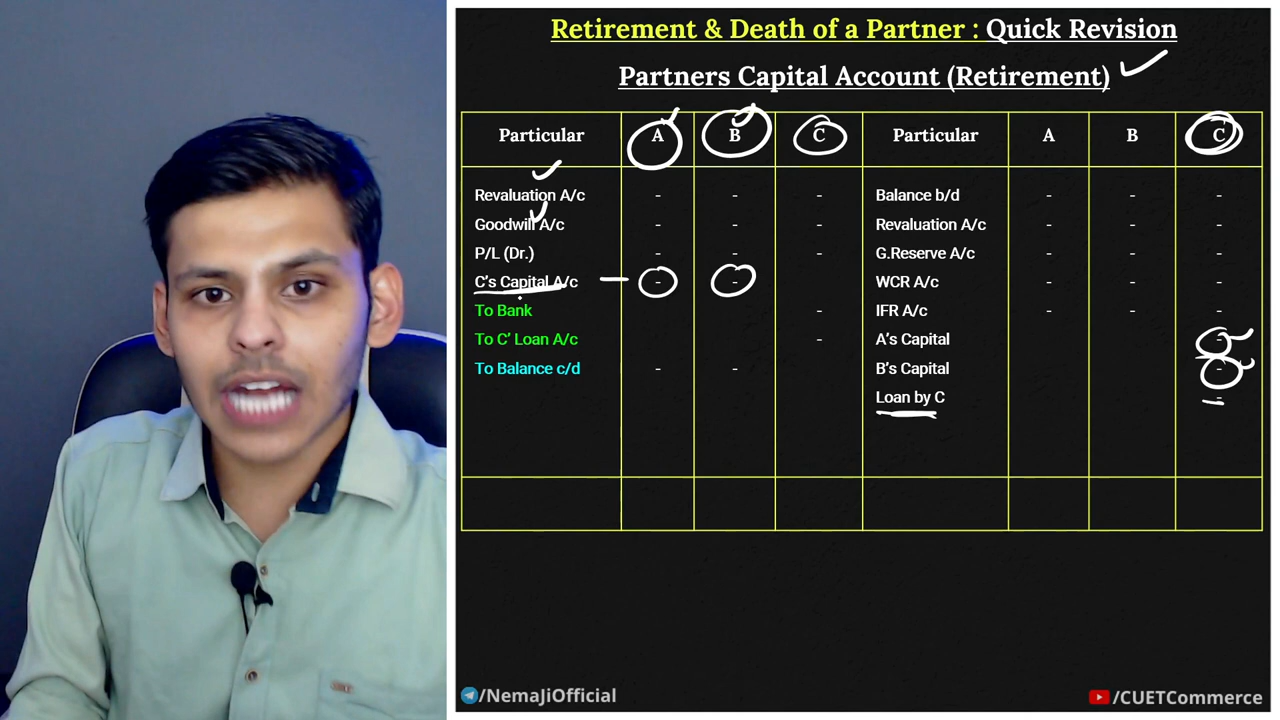 Retirement & Death of a Partner : Quick Revision
Partners Capital Account (Retirement)
Particular A B C Particular A B C
Revaluation A/c - - - Balance b/d - - -
Goodwill A/c - - - Revaluation A/c - - -
P/L (Dr.) - - - G.Reserve A/c - - -
C's Capital A/c - - WCR A/c - - -
To Bank - IFR A/c - - -
To C' Loan A/c - A's Capital -
To Balance c/d - - B's Capital -
Loan by C -
/NemaJiOfficial /CUETCommerce